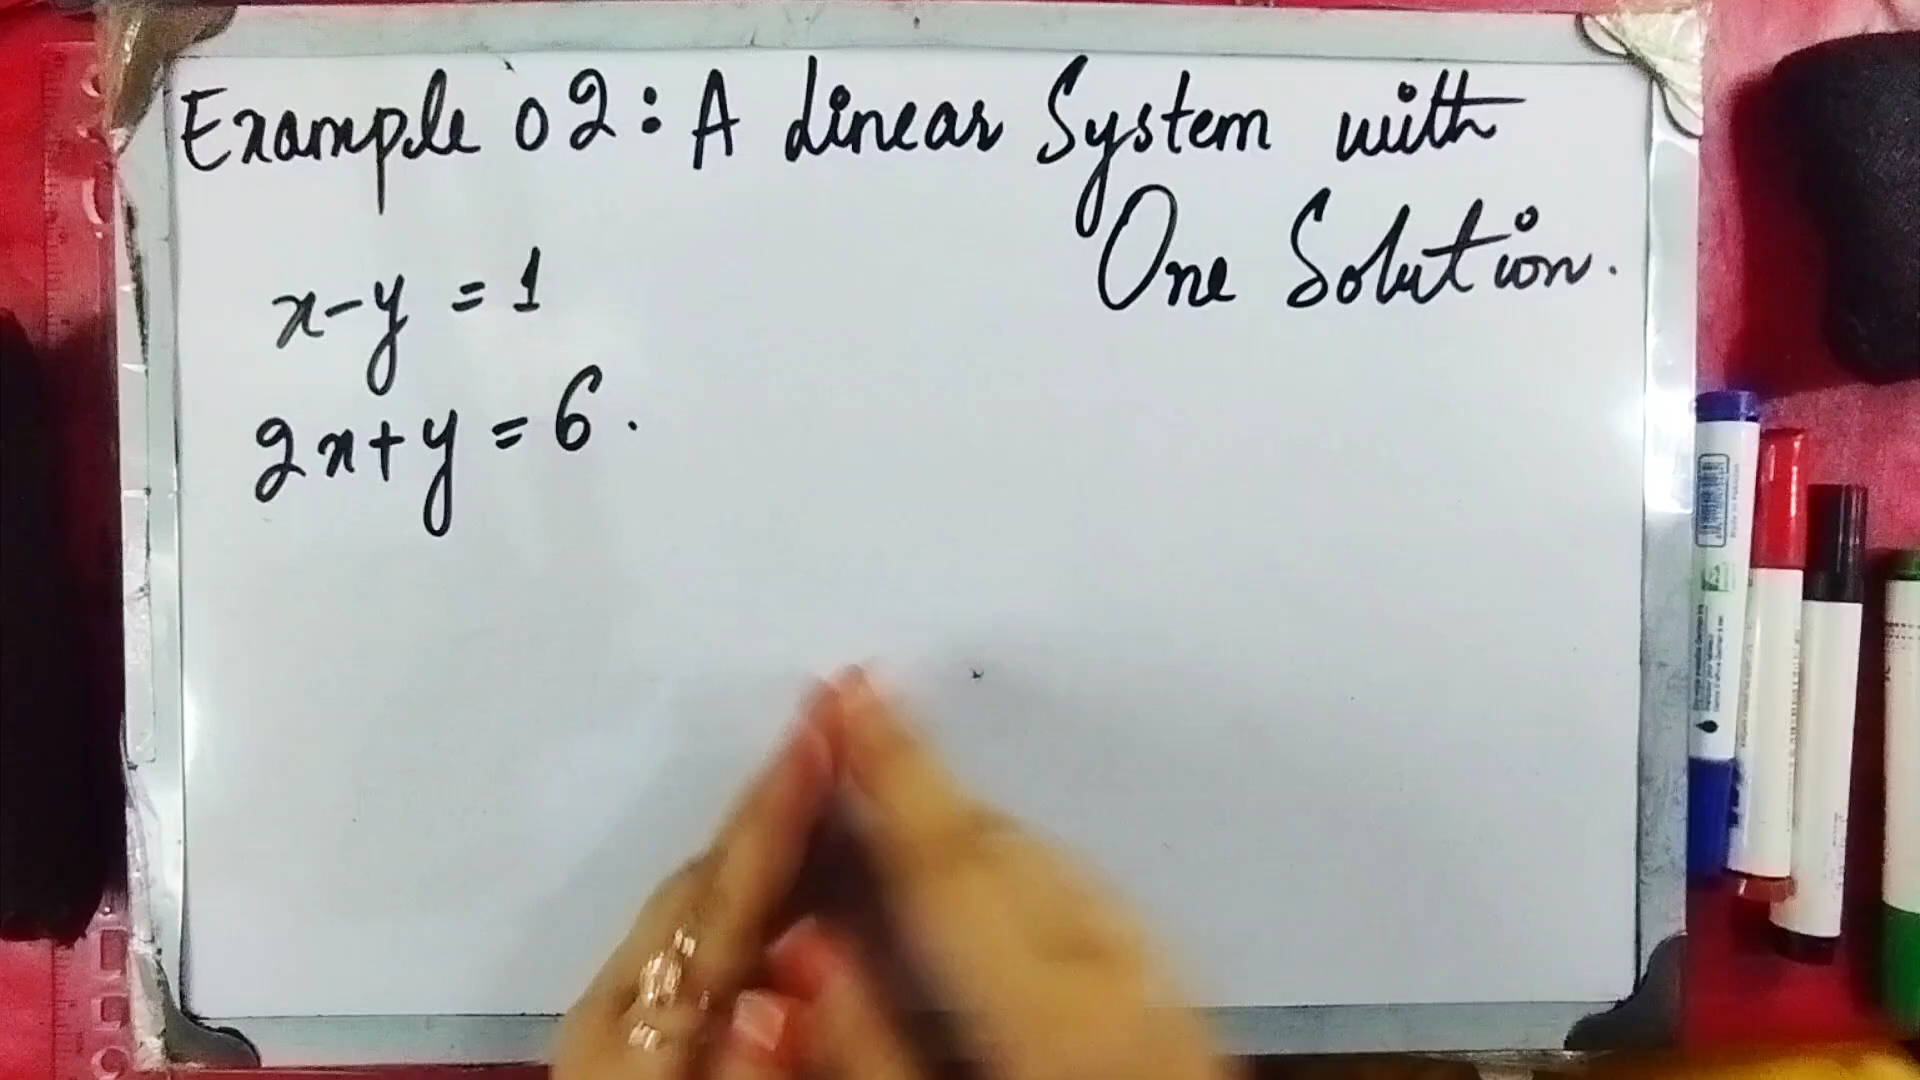 Example 02: A Linear System with
One Solution.
x-y = 1
2x+y = 6.